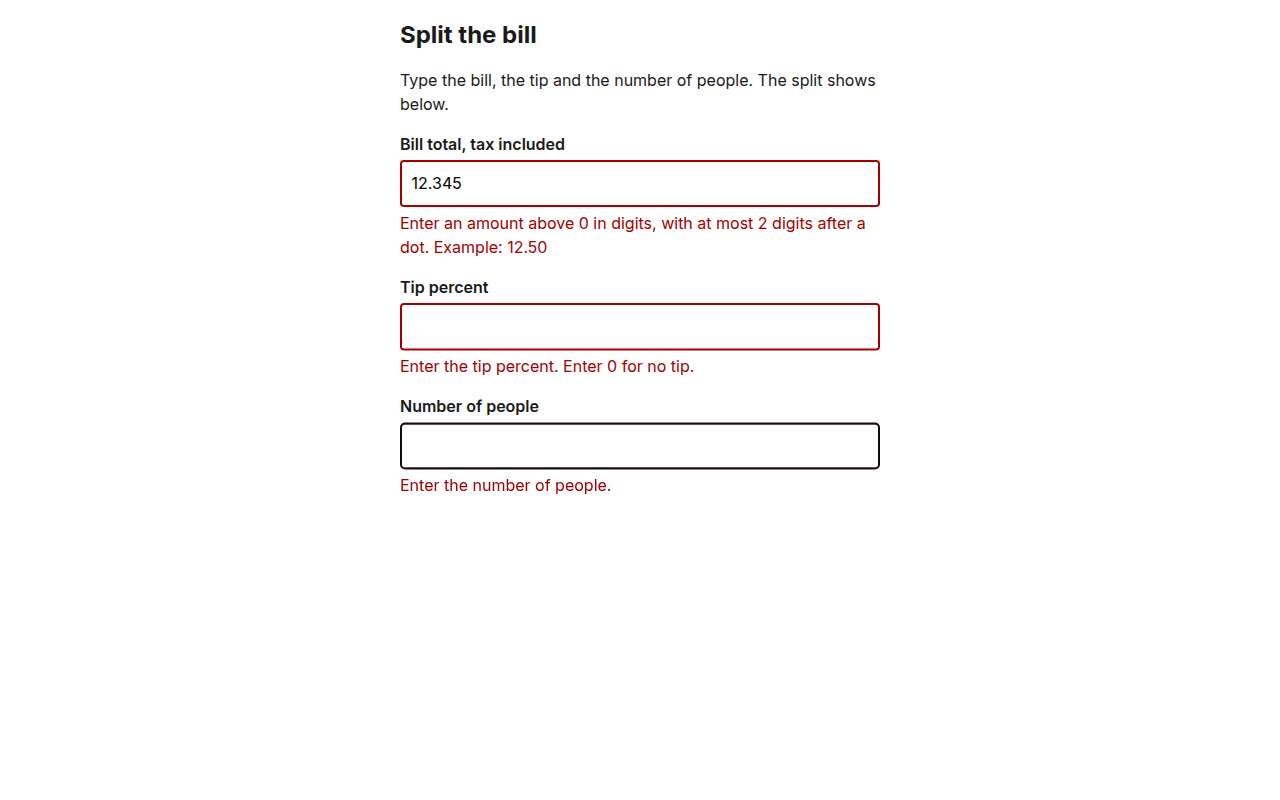 Split the bill
Type the bill, the tip and the number of people. The split shows
below.
Bill total, tax included
12.345
Enter an amount above 0 in digits, with at most 2 digits after a
dot. Example: 12.50
Tip percent
Enter the tip percent. Enter 0 for no tip.
Number of people
Enter the number of people.